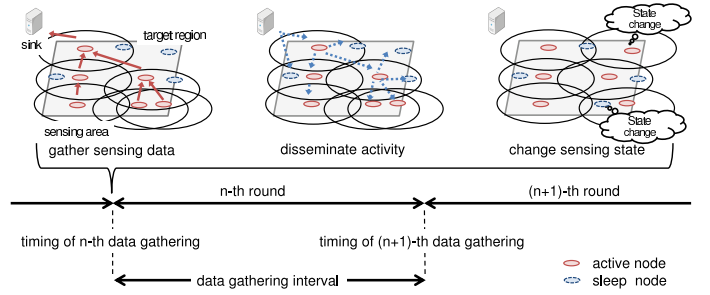 sink
target region
sensing area
State
change
State
change
gather sensing data
disseminate activity
change sensing state
n-th round
(n+1)-th round
timing of n-th data gathering
timing of (n+1)-th data gathering
data gathering interval
active node
sleep node